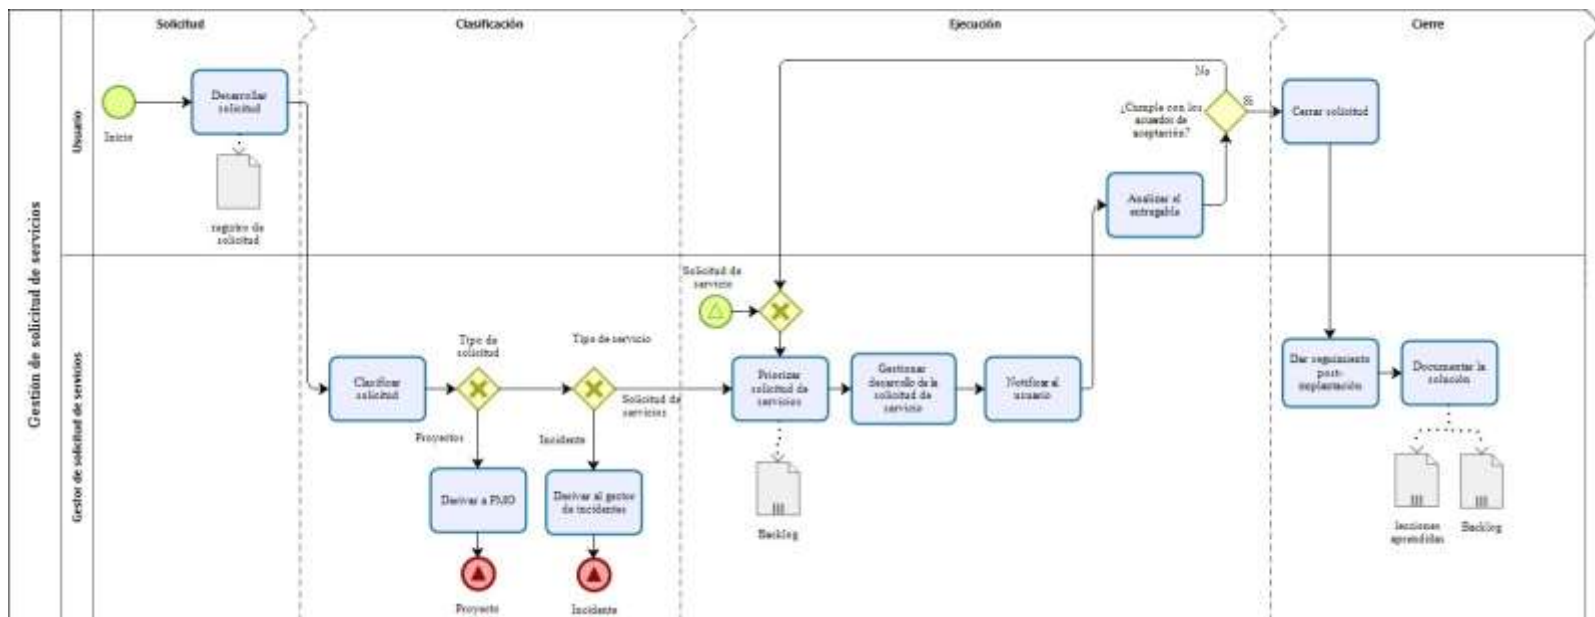 Solicitud
Clasificación
Ejecución
Cierre
Gestión de solicitud de servicios
Usuario
Gestor de solicitud de servicios
Inicio
Desarrollar
solicitud
registro de
solicitud
Clasificar
solicitud
Tipo de
solicitud
Proyectos
Derivar a PMO
Proyecto
Tipo de servicio
Incidente
Derivar al gestor
de incidentes
Incidente
Solicitud de
servicios
Solicitud de
servicio
Priorizar
solicitud de
servicios
Backlog
Gestionar
desarrollo de la
solicitud de
servicio
Notificar al
usuario
Analizar el
entregable
¿Cumple con los
acuerdos de
aceptación?
No
Si
Cerrar solicitud
Dar seguimiento
post-
implantación
Documentar la
solución
lecciones
aprendidas
Backlog